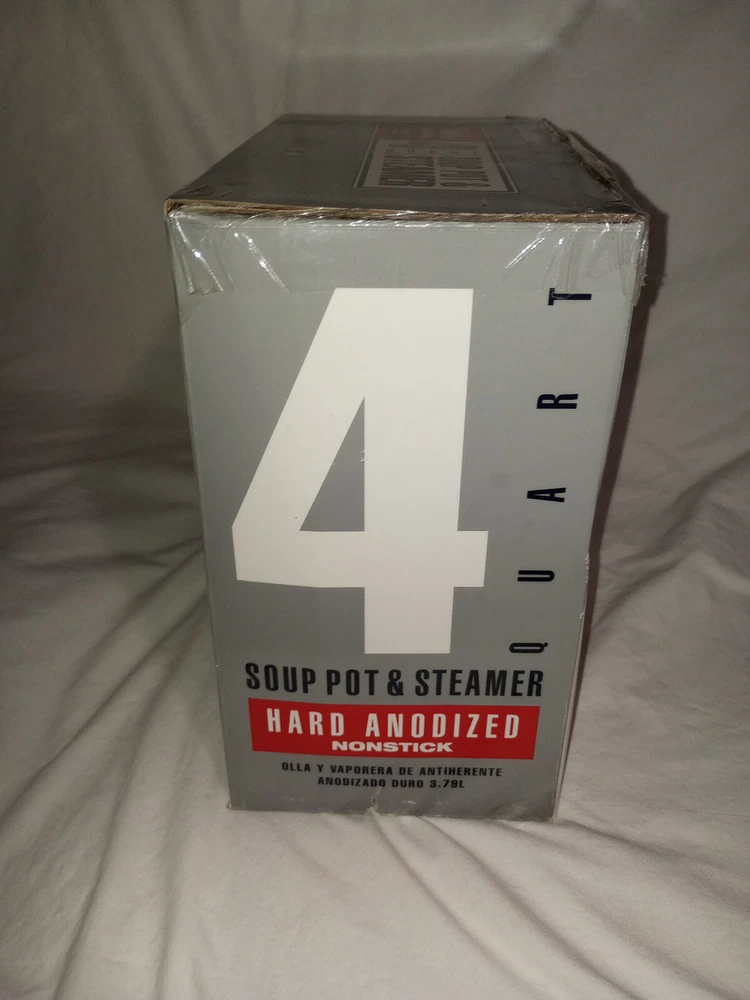 4
QUART
SOUP POT & STEAMER
HARD ANODIZED
NONSTICK
OLLA Y VAPORERA DE ANTIHERENTE
ANODIZADO DURO 3.79L